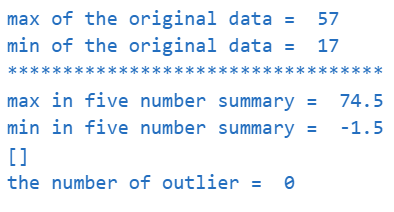 max of the original data =  57
min of the original data =  17
***********************************
max in five number summary =  74.5
min in five number summary =  -1.5
[]
the number of outlier =  0